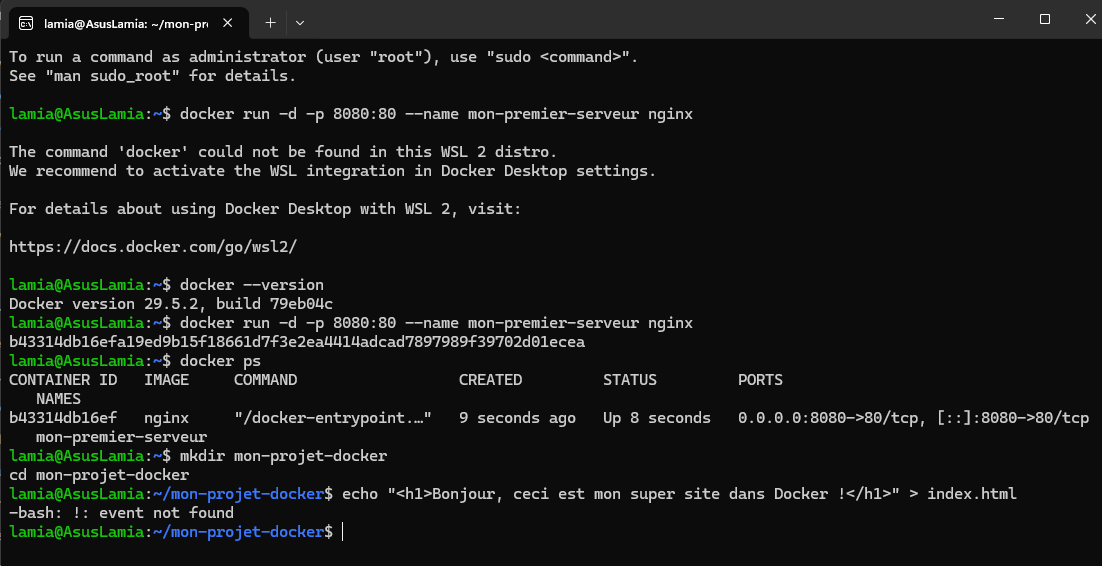 lamia@AsusLamia: ~/mon-pr
To run a command as administrator (user "root"), use "sudo <command>".
See "man sudo_root" for details.
lamia@AsusLamia:~$ docker run -d -p 8080:80 --name mon-premier-serveur nginx
The command 'docker' could not be found in this WSL 2 distro.
We recommend to activate the WSL integration in Docker Desktop settings.
For details about using Docker Desktop with WSL 2, visit:
https://docs.docker.com/go/wsl2/
lamia@AsusLamia:~$ docker --version
Docker version 29.5.2, build 79eb04c
lamia@AsusLamia:~$ docker run -d -p 8080:80 --name mon-premier-serveur nginx
b43314db16efa19ed9b15f18661d7f3e2ea4414adcad7897989f39702d01ecea
lamia@AsusLamia:~$ docker ps
CONTAINER ID   IMAGE     COMMAND                  CREATED         STATUS         PORTS
   NAMES
b43314db16ef   nginx     "/docker-entrypoint.…"   9 seconds ago   Up 8 seconds   0.0.0.0:8080->80/tcp, [::]:8080->80/tcp
   mon-premier-serveur
lamia@AsusLamia:~$ mkdir mon-projet-docker
cd mon-projet-docker
lamia@AsusLamia:~/mon-projet-docker$ echo "<h1>Bonjour, ceci est mon super site dans Docker !</h1>" > index.html
-bash: !: event not found
lamia@AsusLamia:~/mon-projet-docker$